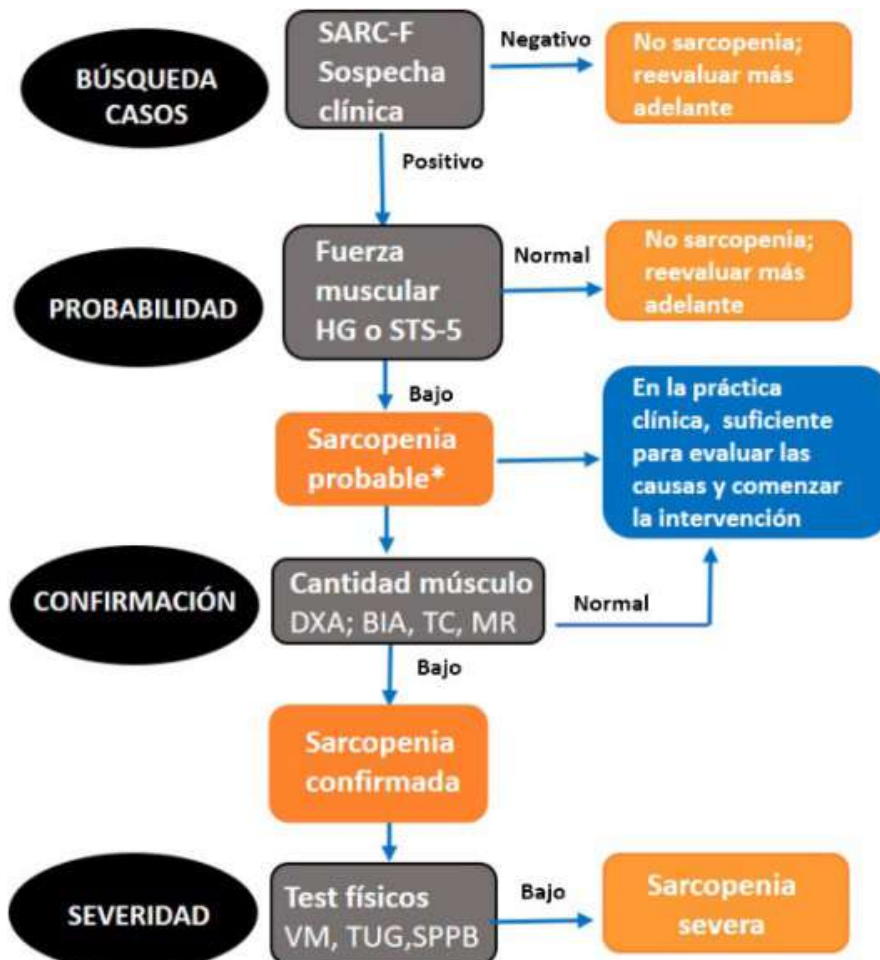 BÚSQUEDA
CASOS
SARC-F
Sospecha
clínica
Negativo
No sarcopenia;
reevaluar más
adelante
Positivo
PROBABILIDAD
Fuerza
muscular
HG o STS-5
Normal
No sarcopenia;
reevaluar más
adelante
Bajo
Sarcopenia
probable*
En la práctica
clínica, suficiente
para evaluar las
causas y comenzar
la intervención
CONFIRMACIÓN
Cantidad músculo
DXA; BIA, TC, MR
Normal
Bajo
Sarcopenia
confirmada
SEVERIDAD
Test físicos
VM, TUG,SPPB
Bajo
Sarcopenia
severa